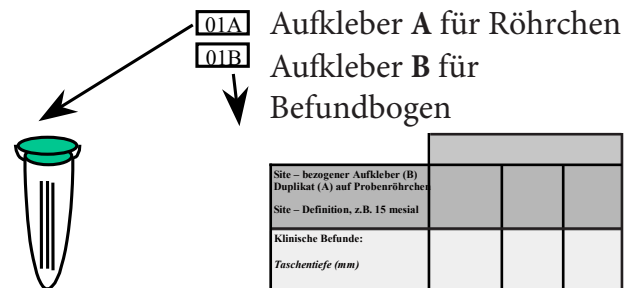 01A Aufkleber A für Röhrchen
01B Aufkleber B für
Befundbogen
Site – bezogener Aufkleber (B)
Duplikat (A) auf Probenröhrchen
Site – Definition, z.B. 15 mesial
Klinische Befunde:
Taschentiefe (mm)